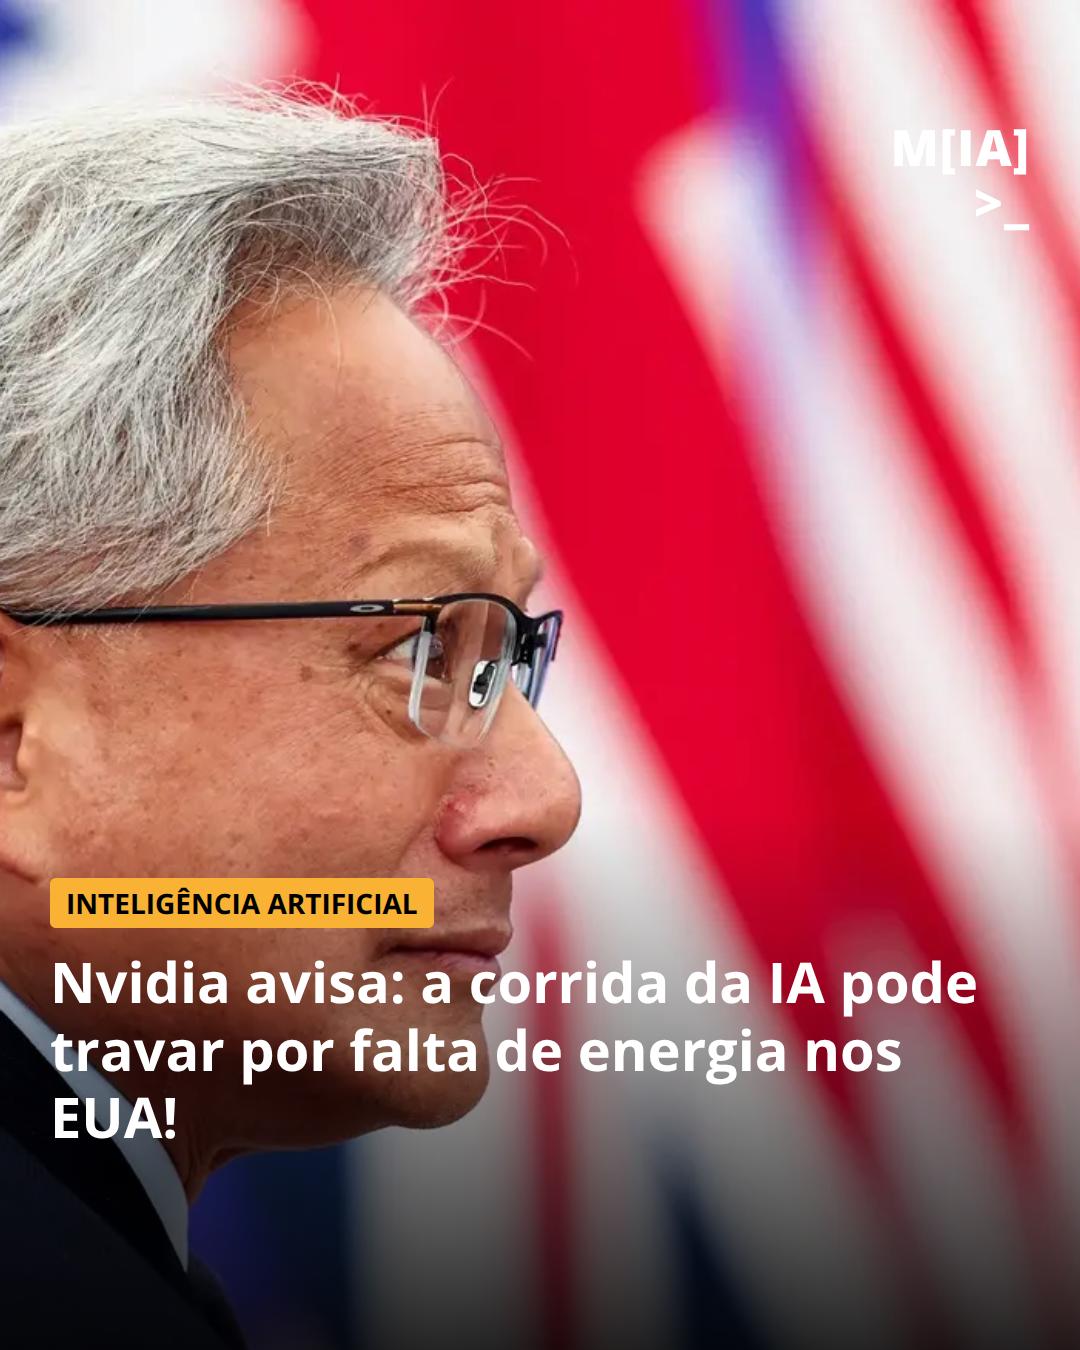 M[IA]
>_
INTELIGÊNCIA ARTIFICIAL
Nvidia avisa: a corrida da IA pode
travar por falta de energia nos
EUA!